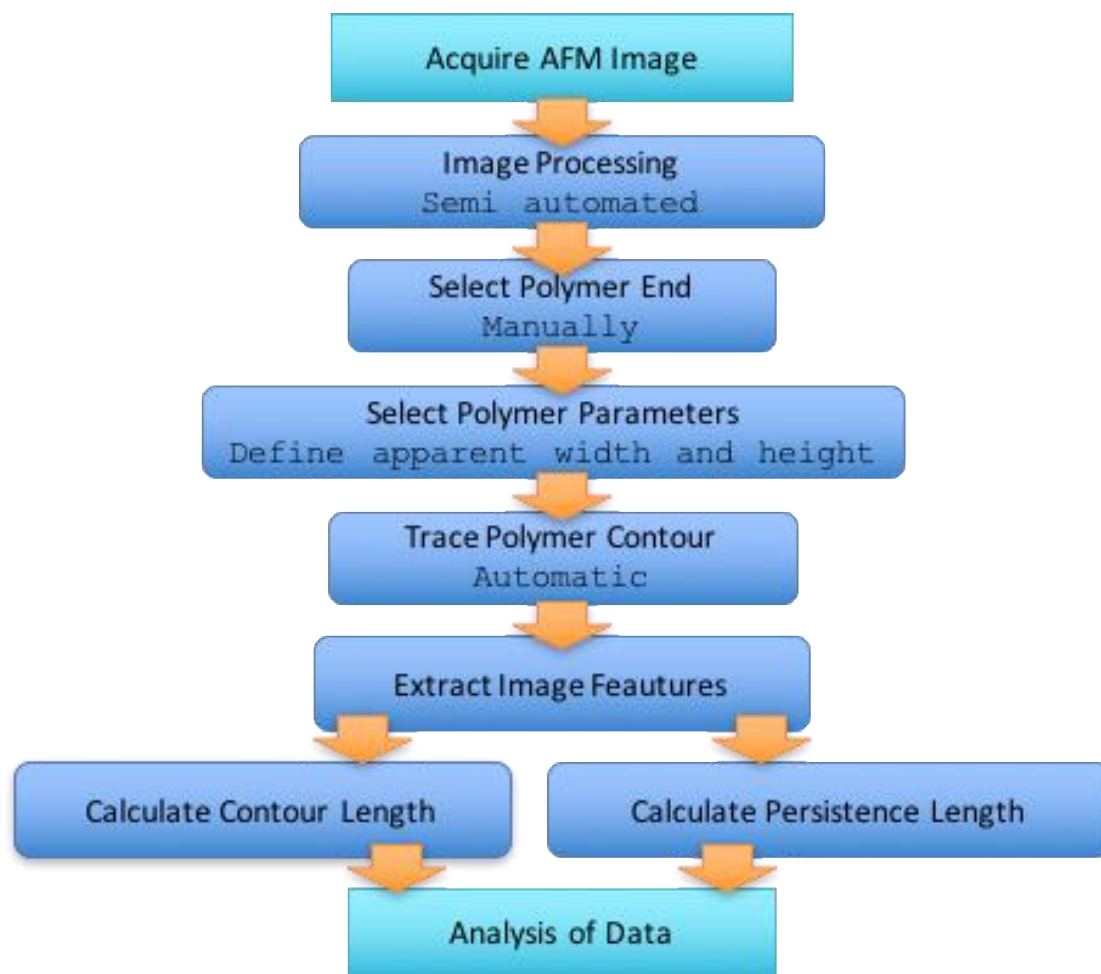 Acquire AFM Image
Image Processing
Semi automated
Select Polymer End
Manually
Select Polymer Parameters
Define apparent width and height
Trace Polymer Contour
Automatic
Extract Image Feautures
Calculate Contour Length
Calculate Persistence Length
Analysis of Data